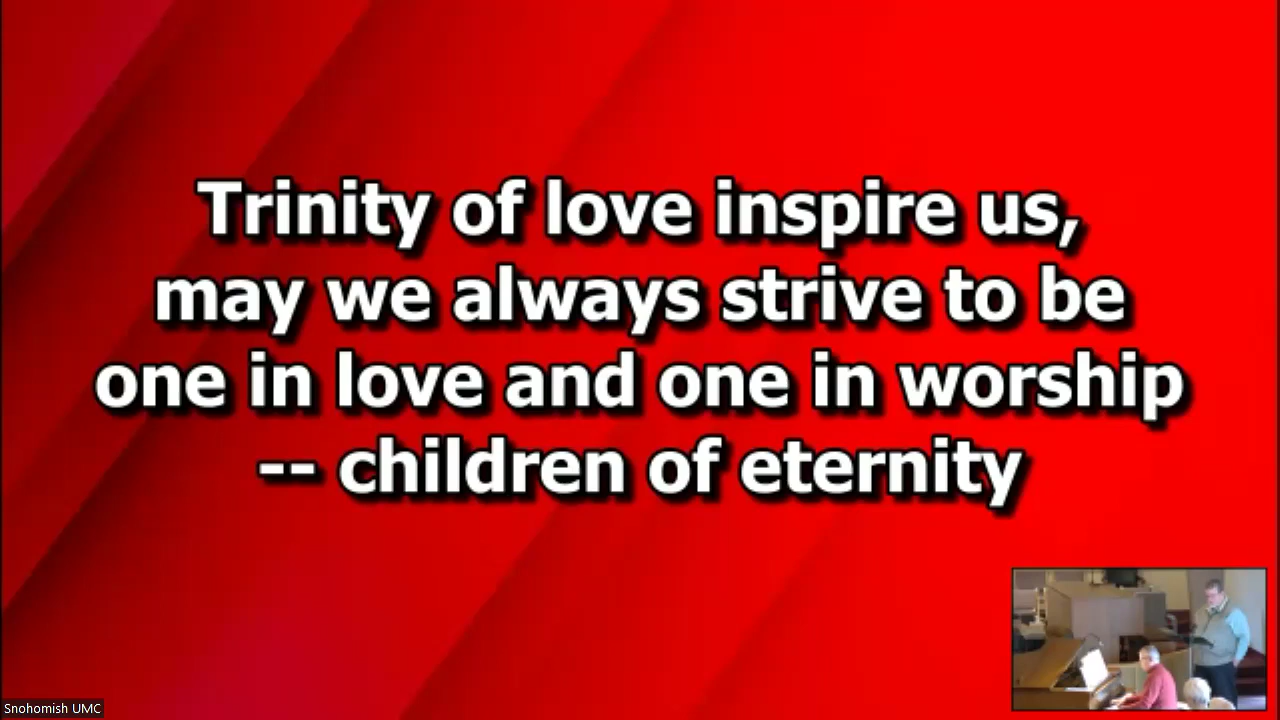 Trinity of love inspire us,
may we always strive to be
one in love and one in worship
-- children of eternity
Snohomish UMC